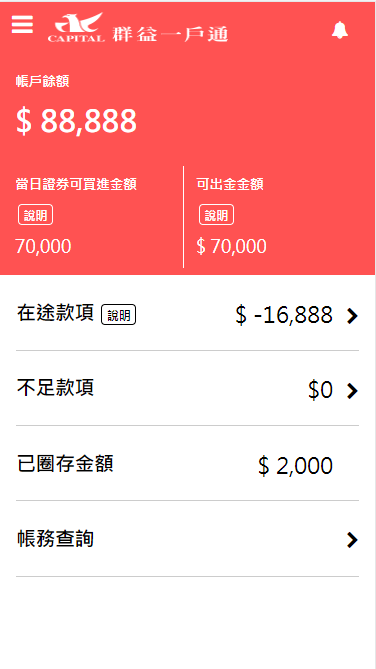 CAPITAL 群益一戶通
帳戶餘額
$ 88,888
當日證券可買進金額
說明
70,000
可出金金額
說明
$ 70,000
在途款項 說明 $ -16,888
不足款項 $0
已圈存金額 $ 2,000
帳務查詢